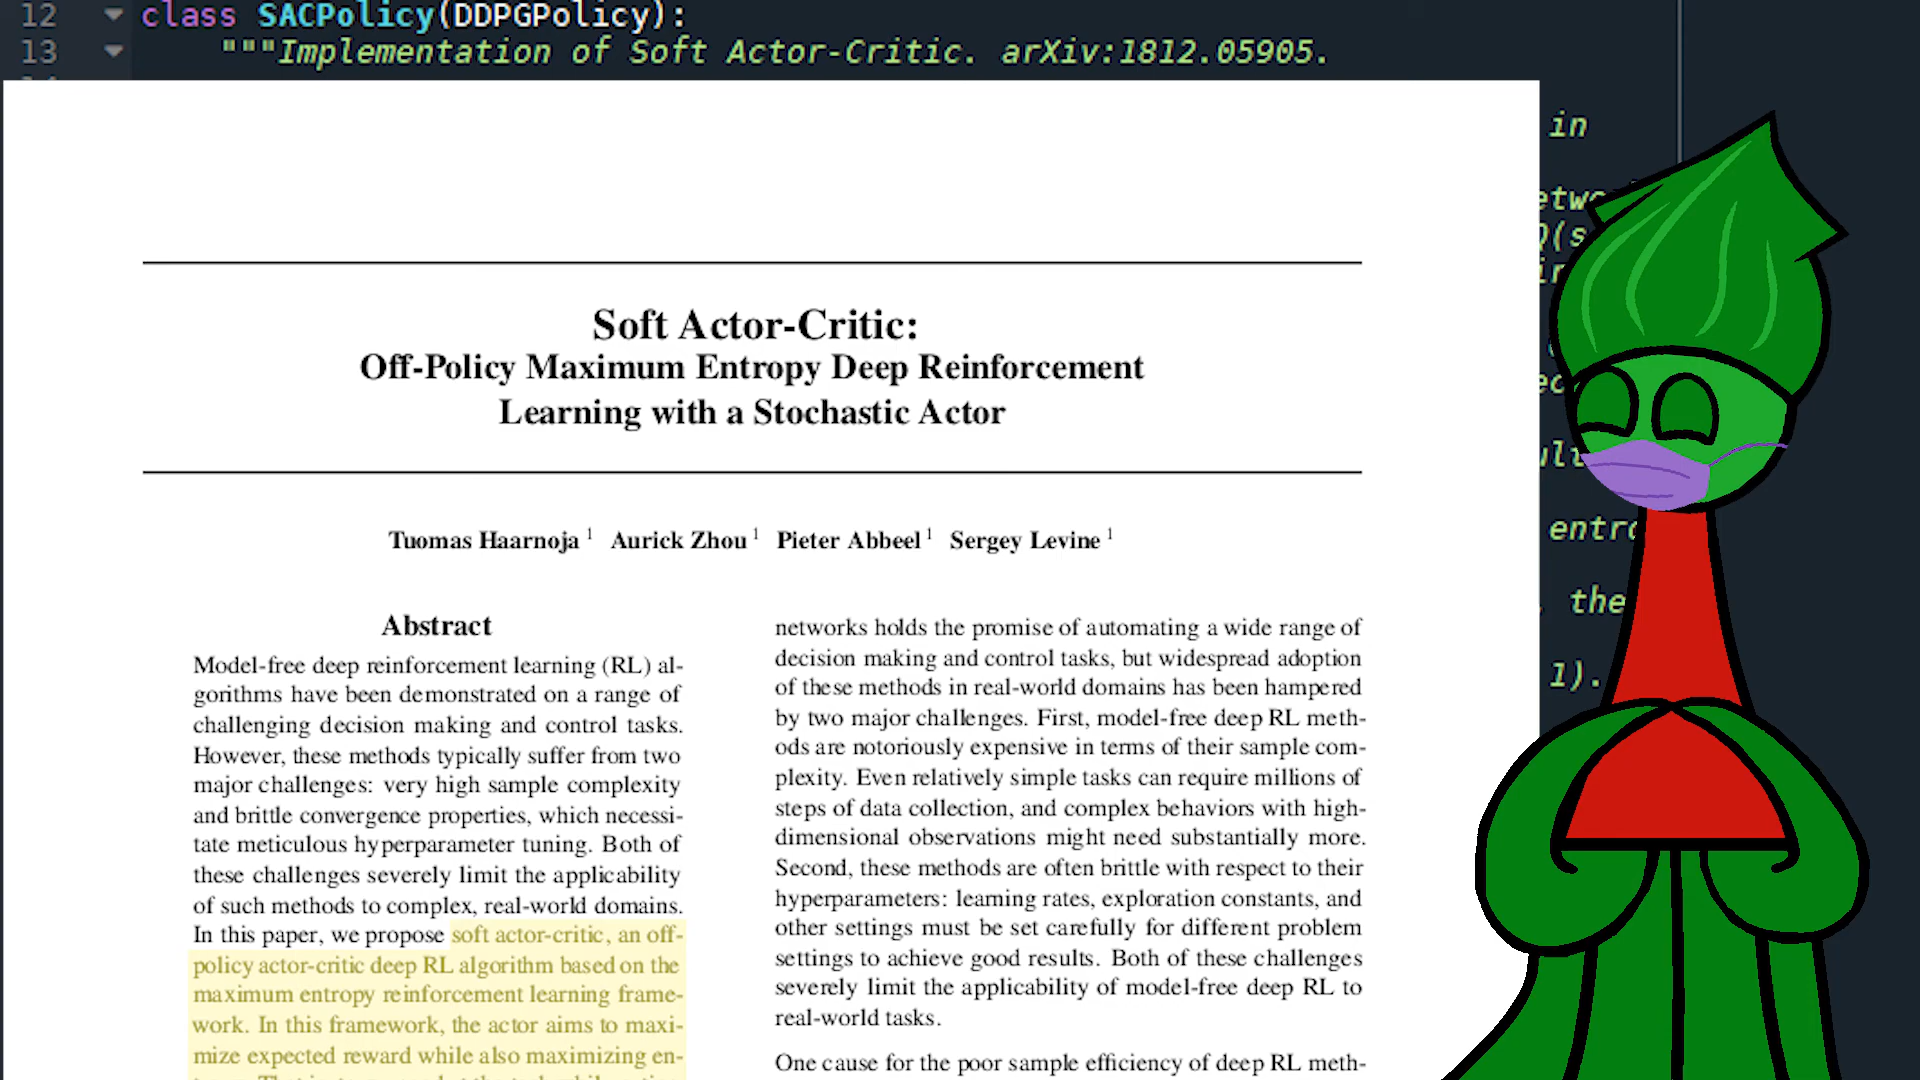 12 class SACPolicy(DDPGPolicy):
13 """Implementation of Soft Actor-Critic. arXiv:1812.05905.
in
Soft Actor-Critic:
Off-Policy Maximum Entropy Deep Reinforcement
Learning with a Stochastic Actor
Tuomas Haarnoja 1 Aurick Zhou 1 Pieter Abbeel 1 Sergey Levine 1
Abstract
Model-free deep reinforcement learning (RL) al-
gorithms have been demonstrated on a range of
challenging decision making and control tasks.
However, these methods typically suffer from two
major challenges: very high sample complexity
and brittle convergence properties, which necessi-
tate meticulous hyperparameter tuning. Both of
these challenges severely limit the applicability
of such methods to complex, real-world domains.
In this paper, we propose soft actor-critic, an off-
policy actor-critic deep RL algorithm based on the
maximum entropy reinforcement learning frame-
work. In this framework, the actor aims to maxi-
mize expected reward while also maximizing en-
networks holds the promise of automating a wide range of
decision making and control tasks, but widespread adoption
of these methods in real-world domains has been hampered
by two major challenges. First, model-free deep RL meth-
ods are notoriously expensive in terms of their sample com-
plexity. Even relatively simple tasks can require millions of
steps of data collection, and complex behaviors with high-
dimensional observations might need substantially more.
Second, these methods are often brittle with respect to their
hyperparameters: learning rates, exploration constants, and
other settings must be set carefully for different problem
settings to achieve good results. Both of these challenges
severely limit the applicability of model-free deep RL to
real-world tasks.
One cause for the poor sample efficiency of deep RL meth-
entro
the
1).